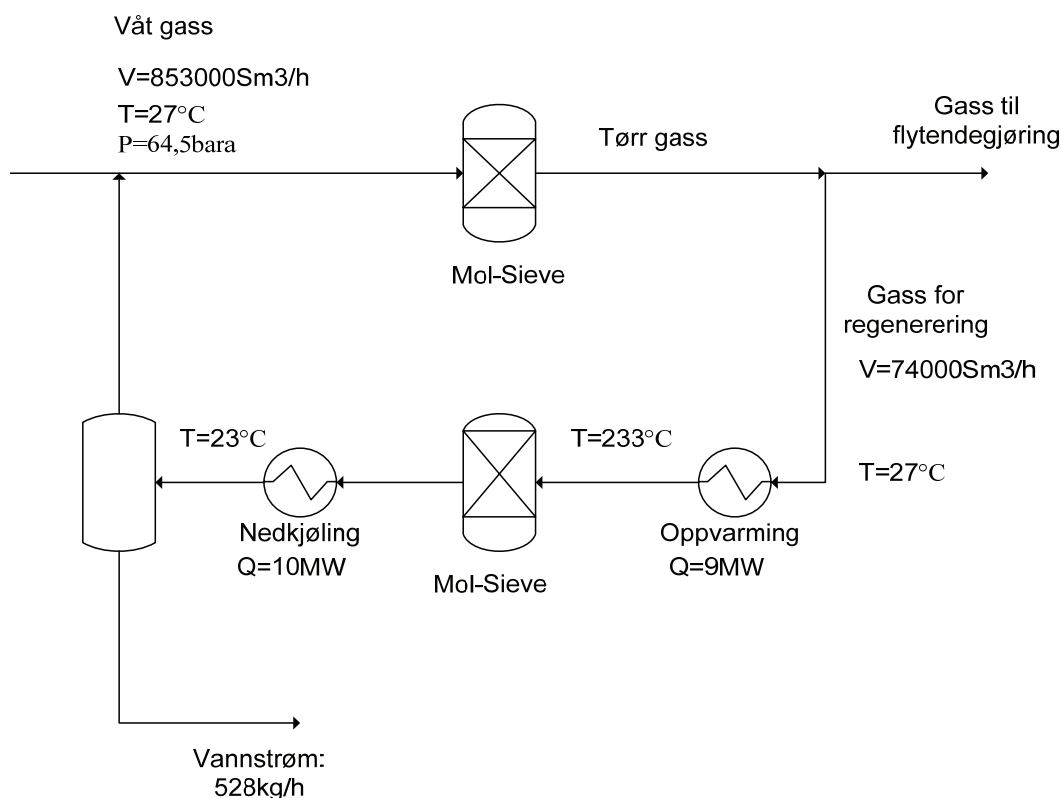 Våt gass
V=853000Sm3/h
T=27°C
P=64,5bara
Gass til
flytendegjøring
Tørr gass
Mol-Sieve
Gass for
regenerering
V=74000Sm3/h
T=23°C
T=233°C
T=27°C
Nedkjøling
Q=10MW
Mol-Sieve
Oppvarming
Q=9MW
Vannstrøm:
528kg/h